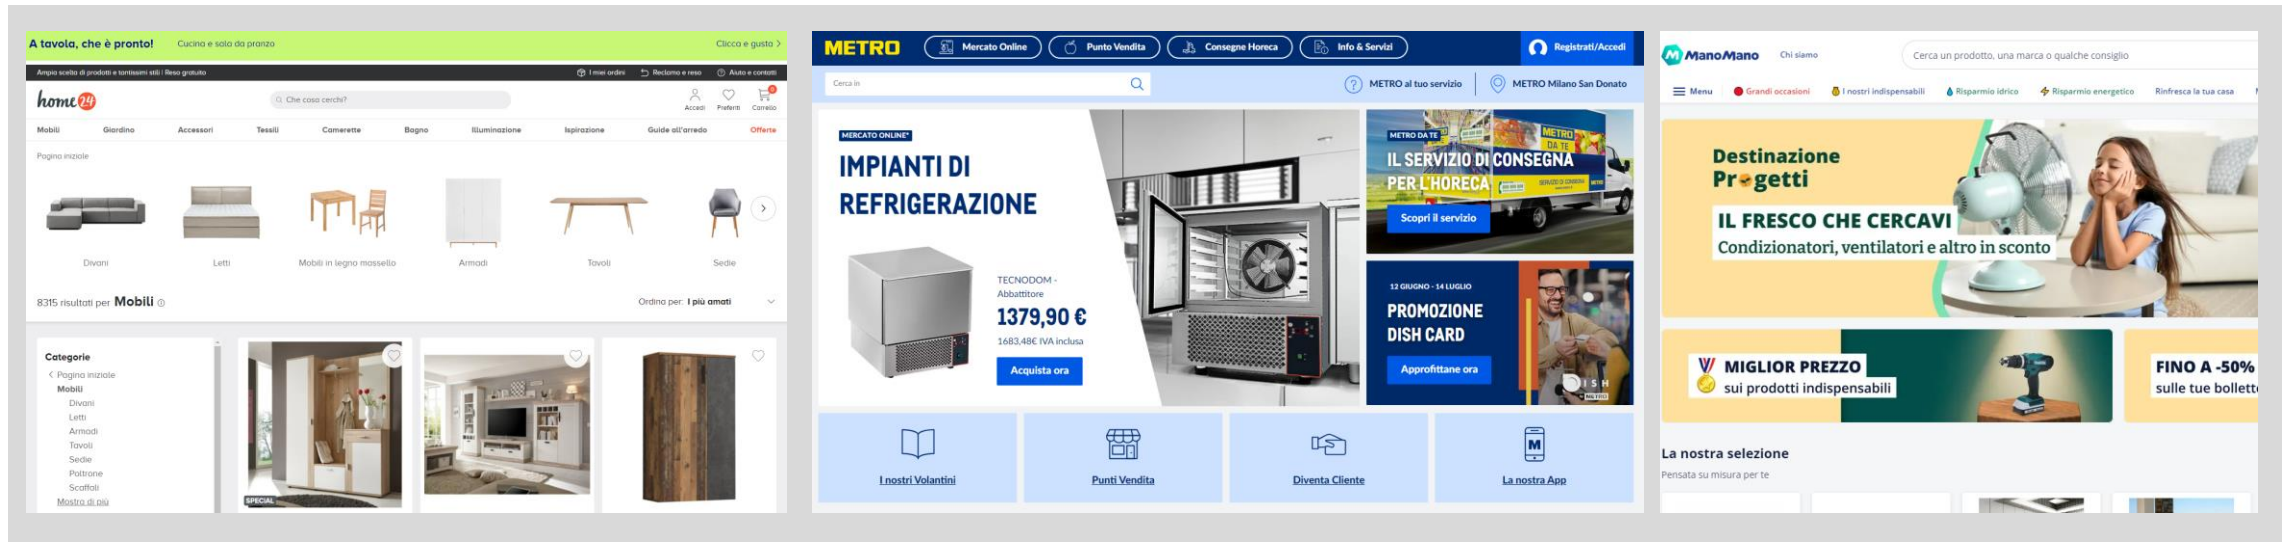 A tavola, che è pronto! Cucina e sala da pranzo Clicca e gusta >
Ampia scelta di prodotti e tantissimi stili | Reso gratuito I miei ordini Reclamo e reso Aiuto e contatti
home24 Che cosa cerchi? Accedi Preferiti Carrello 0
Mobili Giardino Accessori Tessili Camerette Bagno Illuminazione Ispirazione Guide all'arredo Offerte
Pagina iniziale
Divani Letti Mobili in legno massello Armadi Tavoli Sedie
8315 risultati per Mobili Ordina per: I più amati
Categorie
< Pagina iniziale
Mobili
Divani
Letti
Armadi
Tavoli
Sedie
Poltrone
Scaffali
Mostra di più
SPECIAL
METRO Mercato Online Punto Vendita Consegne Horeca Info & Servizi Registrati/Accedi
Cerca in METRO al tuo servizio METRO Milano San Donato
MERCATO ONLINE*
IMPIANTI DI
REFRIGERAZIONE
TECNODOM -
Abbattitore
1379,90 €
1683,48€ IVA inclusa
Acquista ora
METRO DA TE
IL SERVIZIO DI CONSEGNA
PER L'HORECA
Scopri il servizio
METRO
DA TE
12 GIUGNO - 14 LUGLIO
PROMOZIONE
DISH CARD
Approfittane ora
DISH
METRO
I nostri Volantini Punti Vendita Diventa Cliente La nostra App
M
ManoMano Chi siamo Cerca un prodotto, una marca o qualche consiglio
Menu Grandi occasioni I nostri indispensabili Risparmio idrico Risparmio energetico Rinfresca la tua casa
Destinazione
Progetti
IL FRESCO CHE CERCAVI
Condizionatori, ventilatori e altro in sconto
MIGLIOR PREZZO
sui prodotti indispensabili
FINO A -50%
sulle tue bollette
La nostra selezione
Pensata su misura per te